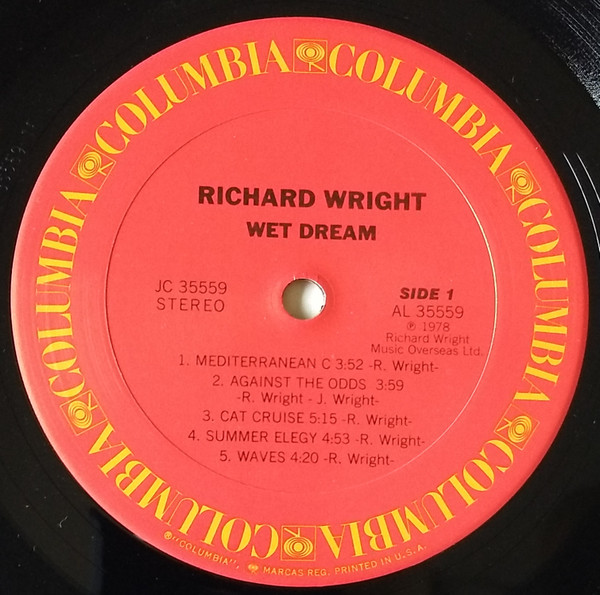 COLUMBIA COLUMBIA COLUMBIA COLUMBIA COLUMBIA COLUMBIA COLUMBIA
RICHARD WRIGHT
WET DREAM
JC 35559
STEREO
SIDE 1
AL 35559
℗ 1978
Richard Wright
Music Overseas Ltd.
1. MEDITERRANEAN C 3:52 -R. Wright-
2. AGAINST THE ODDS 3:59
-R. Wright - J. Wright-
3. CAT CRUISE 5:15 -R. Wright-
4. SUMMER ELEGY 4:53 -R. Wright-
5. WAVES 4:20 -R. Wright-
®"COLUMBIA", MARCAS REG. PRINTED IN U.S.A.